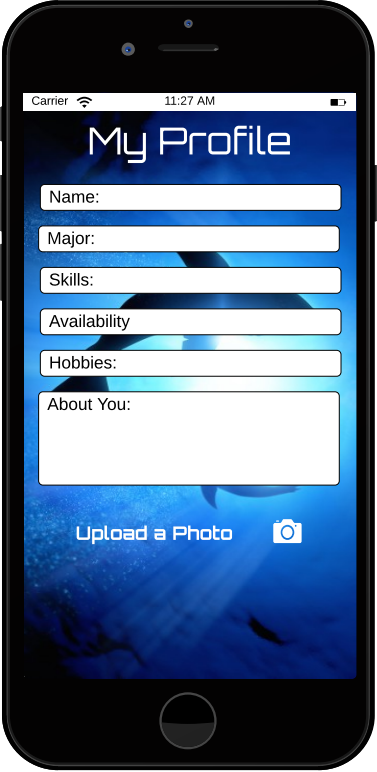 Carrier 11:27 AM
My Profile
Name:
Major:
Skills:
Availability
Hobbies:
About You:
Upload a Photo